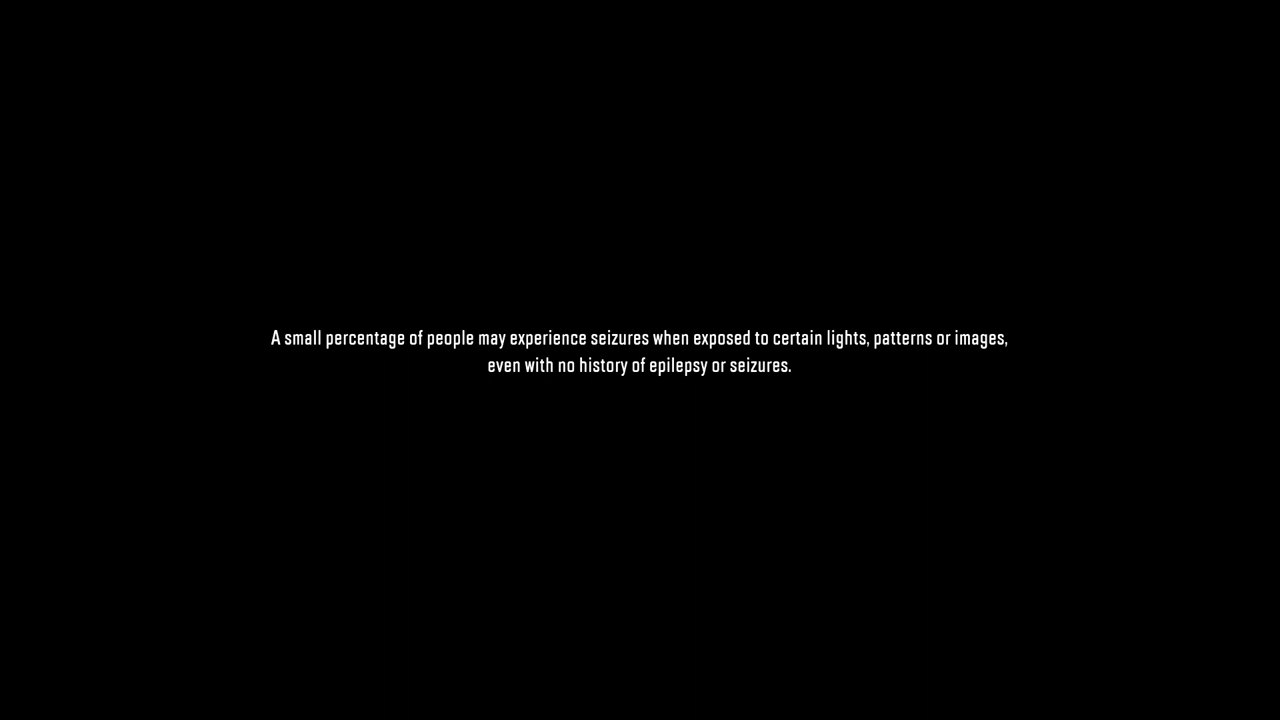 A small percentage of people may experience seizures when exposed to certain lights, patterns or images,
even with no history of epilepsy or seizures.